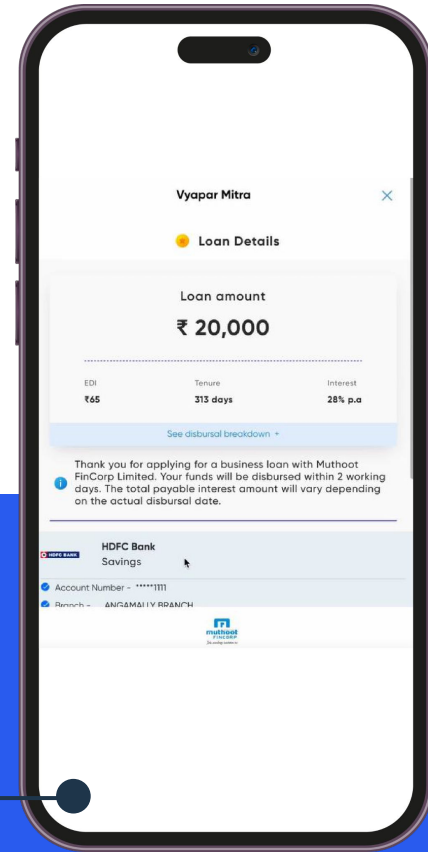 Vyapar Mitra
Loan Details
Loan amount
₹ 20,000
EDI Tenure Interest
₹65 313 days 28% p.a
See disbursal breakdown
Thank you for applying for a business loan with Muthoot
FinCorp Limited. Your funds will be disbursed within 2 working
days. The total payable interest amount will vary depending
on the actual disbursal date.
HDFC BANK
HDFC Bank
Savings
Account Number - *****1111
Branch - ANGAMALLY BRANCH
muthoot
FINCORP